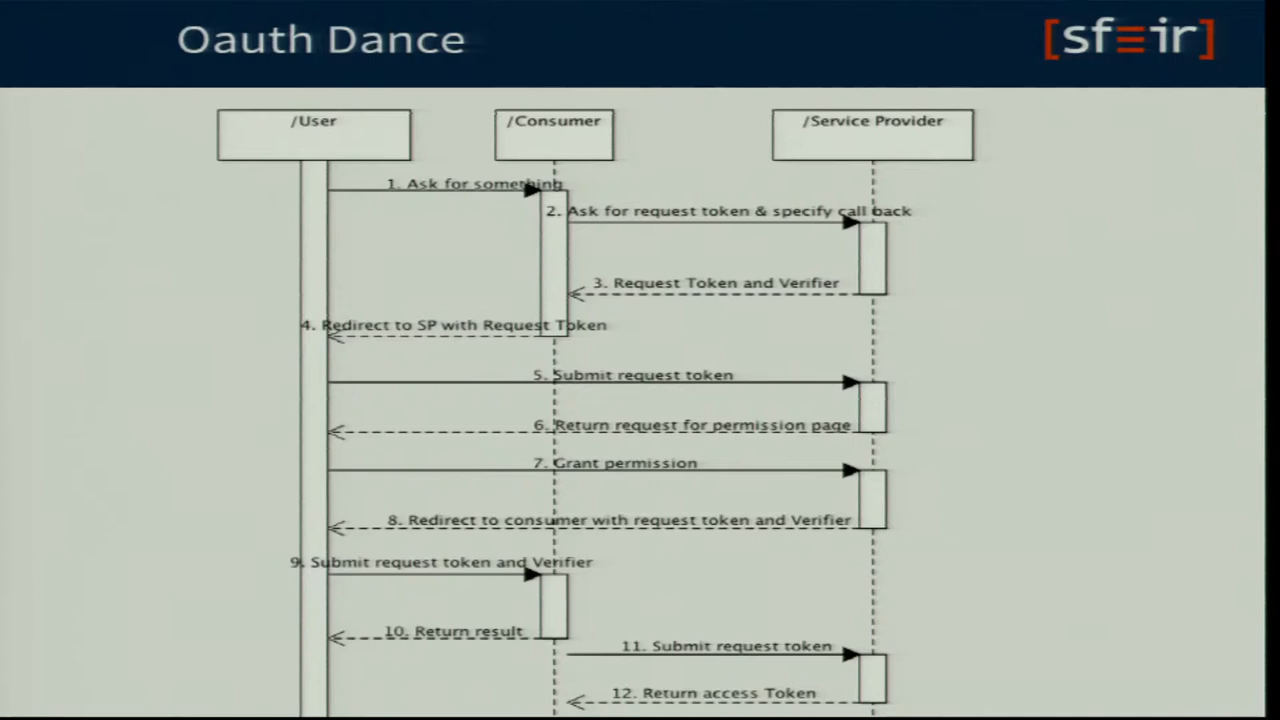 Oauth Dance
[sfeir]
/User
/Consumer
/Service Provider
1. Ask for something
2. Ask for request token & specify call back
3. Request Token and Verifier
4. Redirect to SP with Request Token
5. Submit request token
6. Return request for permission page
7. Grant permission
8. Redirect to consumer with request token and Verifier
9. Submit request token and Verifier
10. Return result
11. Submit request token
12. Return access Token